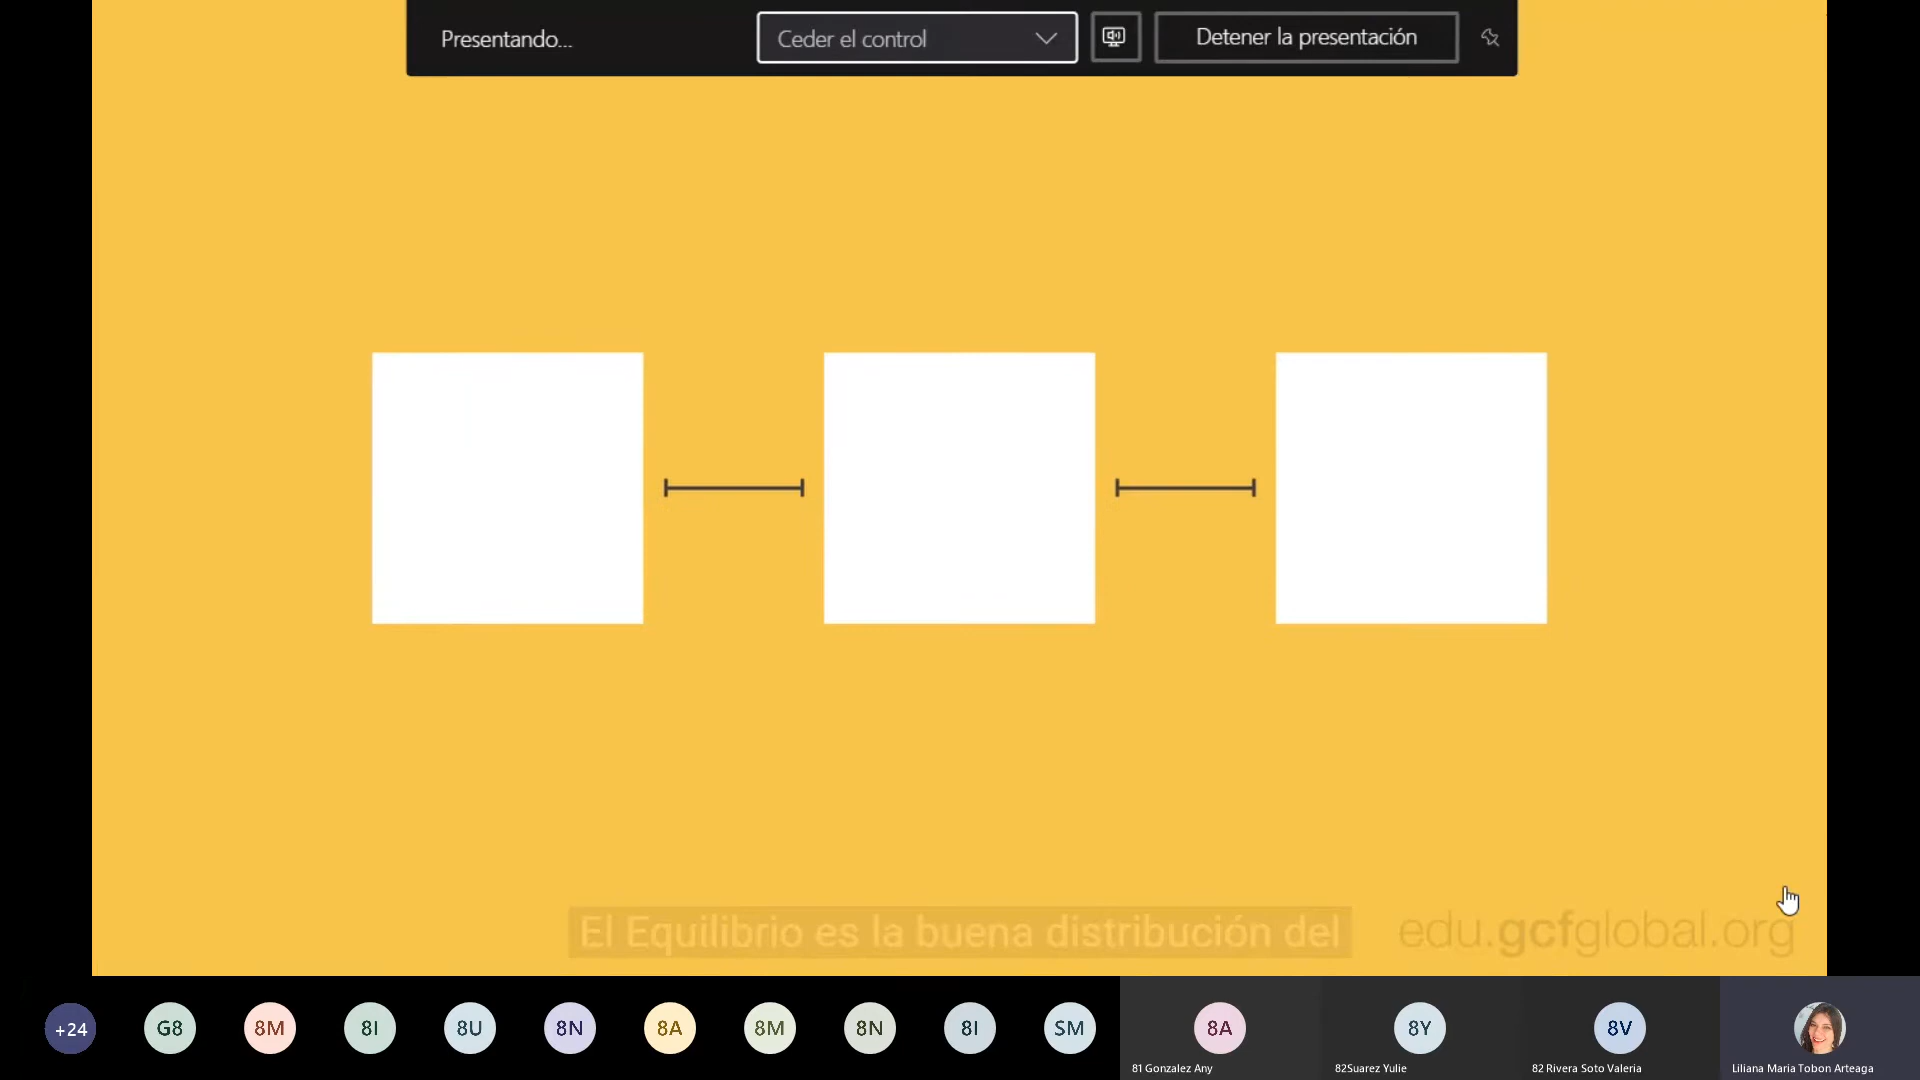 Presentando...
Ceder el control
Detener la presentación
El Equilibrio es la buena distribución del
edu.gcfglobal.org
+24
G8
8M
8I
8U
8N
8A
8M
8N
8I
SM
8A
8Y
8V
81 Gonzalez Any
82Suarez Yulie
82 Rivera Soto Valeria
Liliana Maria Tobon Arteaga